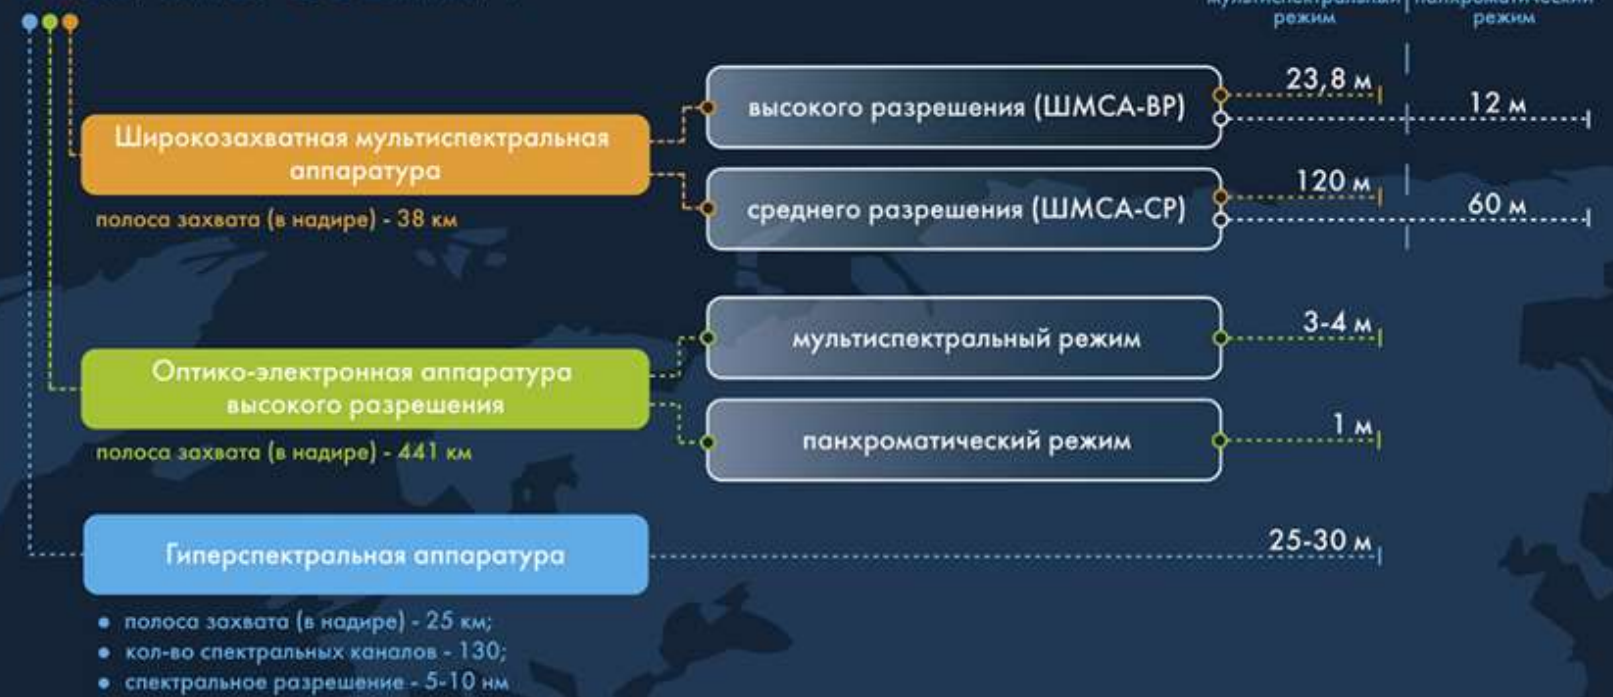 мультиспектральный панхроматический
режим режим
высокого разрешения (ШМСА-ВР)
23,8 м
12 м
Широкозахватная мультиспектральная
аппаратура
полоса захвата (в надире) - 38 км
среднего разрешения (ШМСА-СР)
120 м
60 м
мультиспектральный режим
3-4 м
Оптико-электронная аппаратура
высокого разрешения
полоса захвата (в надире) - 441 км
панхроматический режим
1 м
Гиперспектральная аппаратура
25-30 м
• полоса захвата (в надире) - 25 км;
• кол-во спектральных каналов - 130;
• спектральное разрешение - 5-10 нм